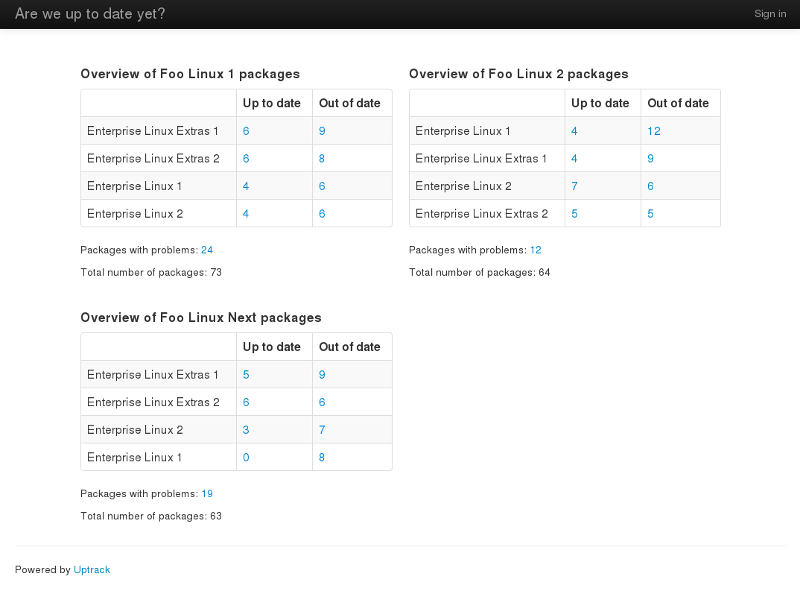 Are we up to date yet? Sign in
Overview of Foo Linux 1 packages
Up to date Out of date
Enterprise Linux Extras 1 6 9
Enterprise Linux Extras 2 6 8
Enterprise Linux 1 4 6
Enterprise Linux 2 4 6
Packages with problems: 24
Total number of packages: 73
Overview of Foo Linux 2 packages
Up to date Out of date
Enterprise Linux 1 4 12
Enterprise Linux Extras 1 4 9
Enterprise Linux 2 7 6
Enterprise Linux Extras 2 5 5
Packages with problems: 12
Total number of packages: 64
Overview of Foo Linux Next packages
Up to date Out of date
Enterprise Linux Extras 1 5 9
Enterprise Linux Extras 2 6 6
Enterprise Linux 2 3 7
Enterprise Linux 1 0 8
Packages with problems: 19
Total number of packages: 63
Powered by Uptrack